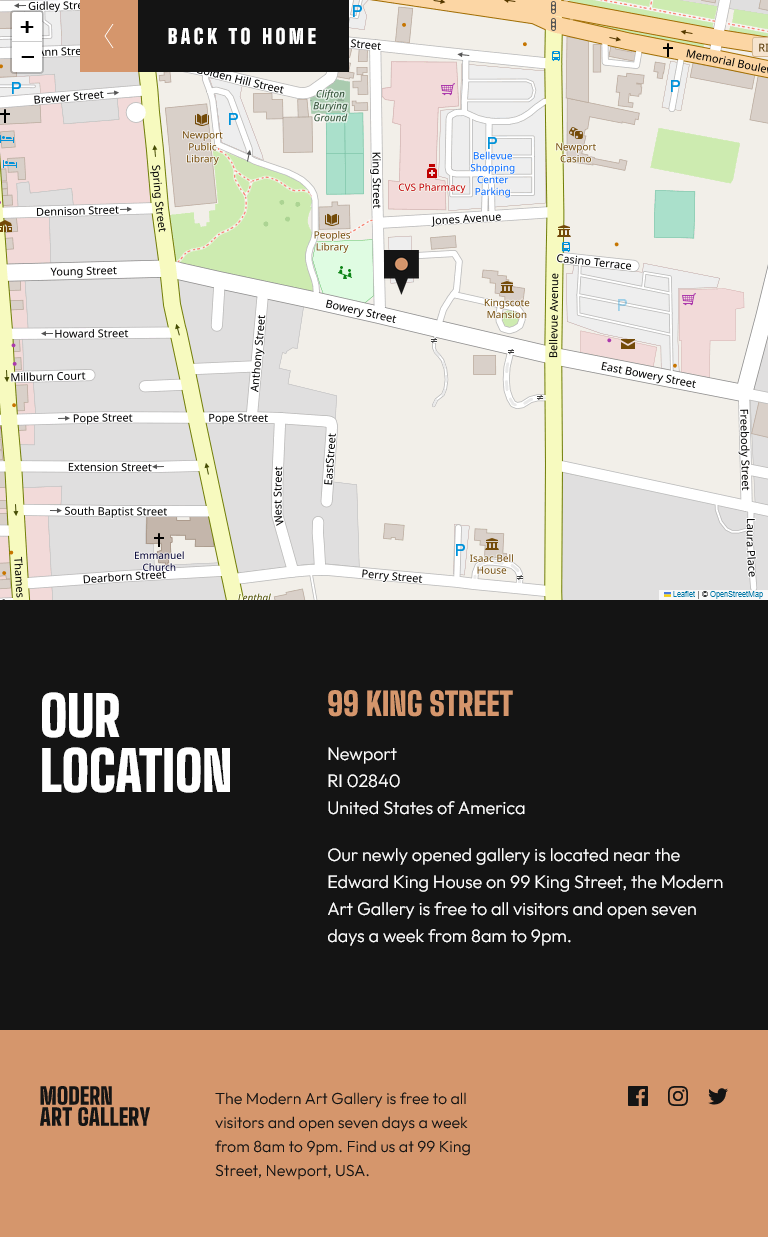 Gidley Stre
+
−
BACK TO HOME
P
Street
Memorial Boulev
RI
Ann Stre
Golden Hill Street
P
Brewer Street
P
Clifton
Burying
Ground
Newport
Public
Library
P
P
Bellevue
Shopping
Center
Parking
Newport
Casino
CVS Pharmacy
King Street
Spring Street
Dennison Street
Peoples
Library
Jones Avenue
Casino Terrace
Young Street
Bowery Street
Kingscote
Mansion
P
Bellevue Avenue
Howard Street
Anthony Street
Millburn Court
East Bowery Street
Pope Street
Pope Street
Freebody Street
Extension Street
EastStreet
West Street
South Baptist Street
Laura Place
Emmanuel
Church
P
Isaac Bell
House
Thames
Dearborn Street
Perry Street
Lenthal
Leaflet | © OpenStreetMap
OUR
LOCATION
99 KING STREET
Newport
RI 02840
United States of America
Our newly opened gallery is located near the
Edward King House on 99 King Street, the Modern
Art Gallery is free to all visitors and open seven
days a week from 8am to 9pm.
MODERN
ART GALLERY
The Modern Art Gallery is free to all
visitors and open seven days a week
from 8am to 9pm. Find us at 99 King
Street, Newport, USA.